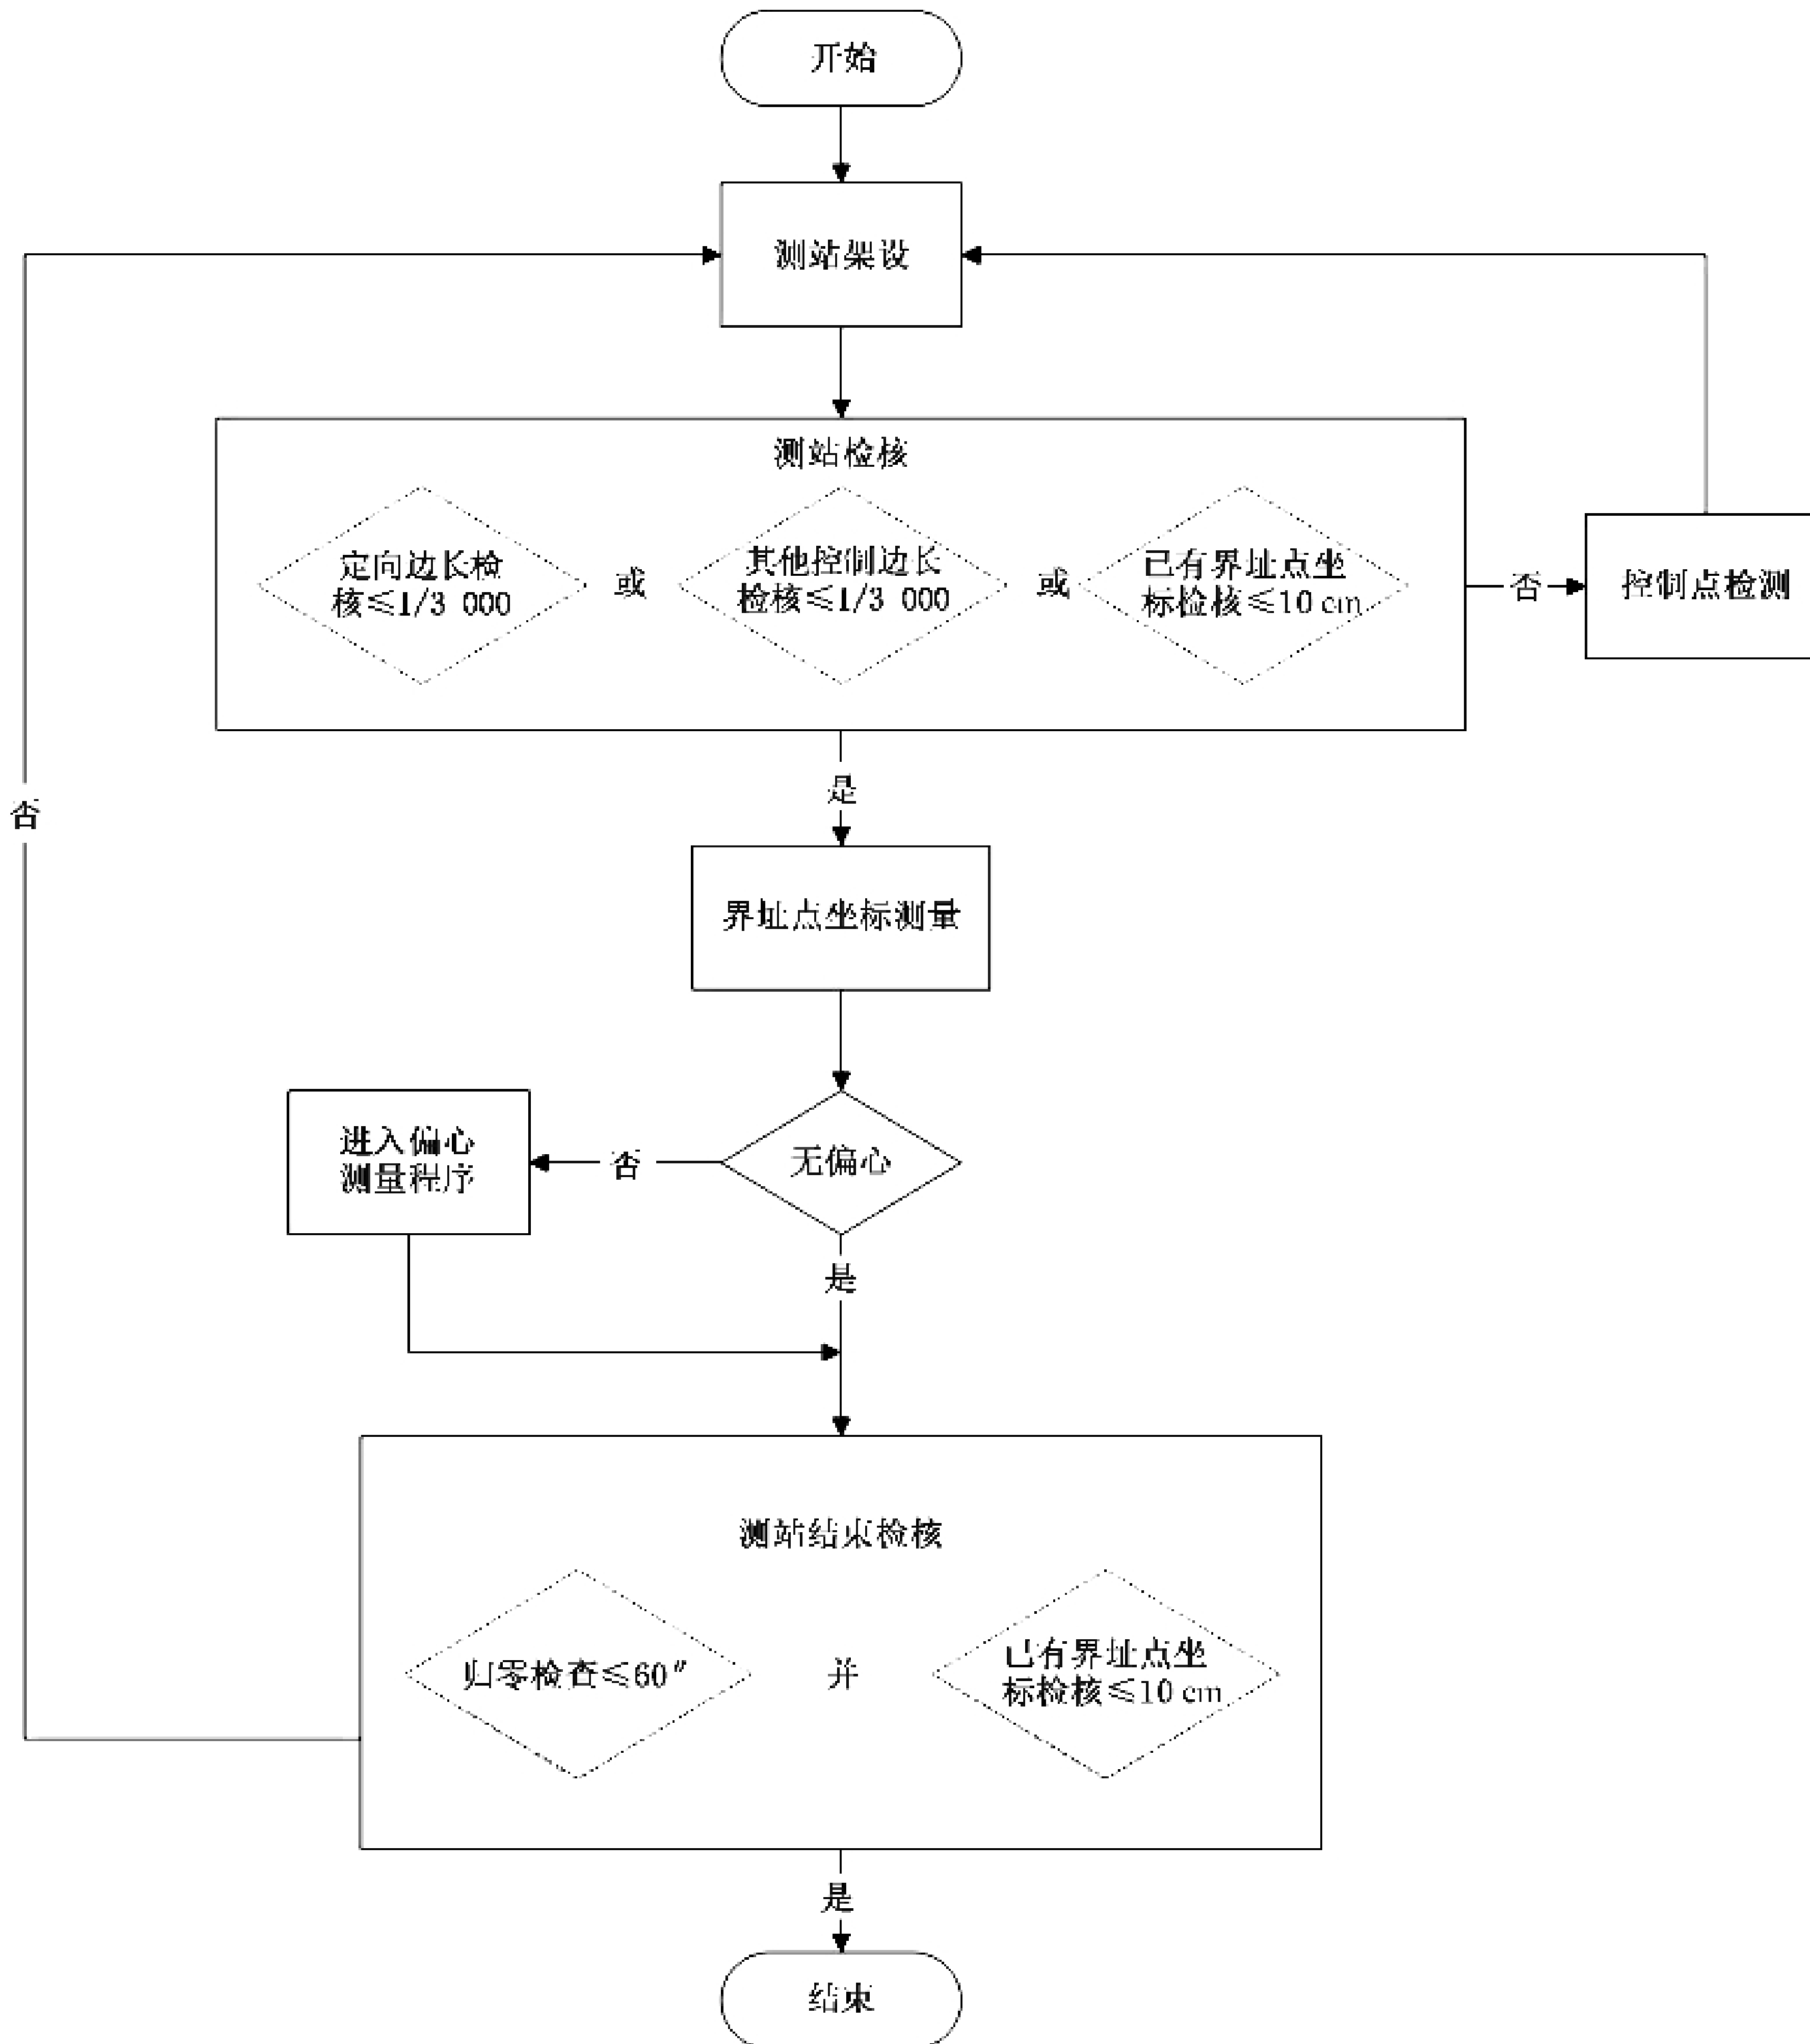 开始
测站架设
测站检核
定向边长检
核≤1/3 000
或
其他控制边长
检核≤1/3 000
或
已有界址点坐
标检核≤10 cm
否
控制点检测
是
否
界址点坐标测量
进入偏心
测量程序
否
无偏心
是
测站结束检核
归零检查≤60″
并
已有界址点坐
标检核≤10 cm
是
结束